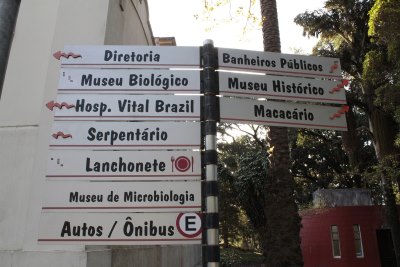 Diretoria
Museu Biológico
Hosp. Vital Brazil
Serpentário
Lanchonete
Museu de Microbiologia
Autos / Ônibus E
Banheiros Públicos
Museu Histórico
Macacário